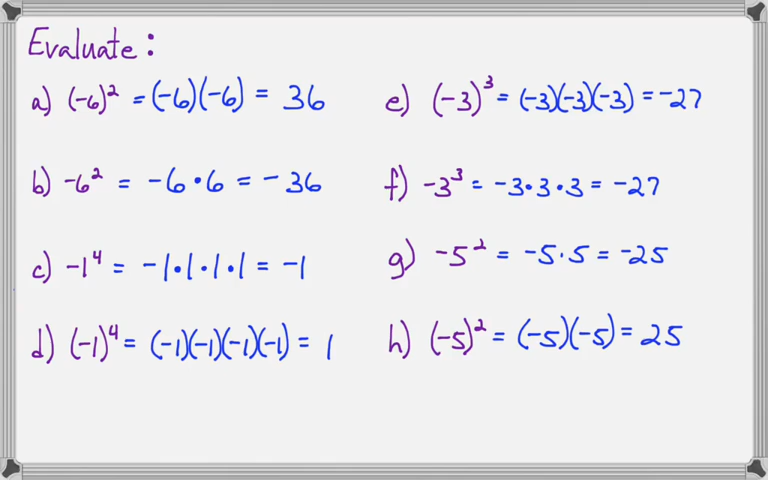 Evaluate:
a) (-6)² = (-6)(-6) = 36
b) -6² = -6•6 = -36
c) -1⁴ = -1•1•1•1 = -1
d) (-1)⁴ = (-1)(-1)(-1)(-1) = 1
e) (-3)³ = (-3)(-3)(-3) = -27
f) -3³ = -3•3•3 = -27
g) -5² = -5•5 = -25
h) (-5)² = (-5)(-5) = 25